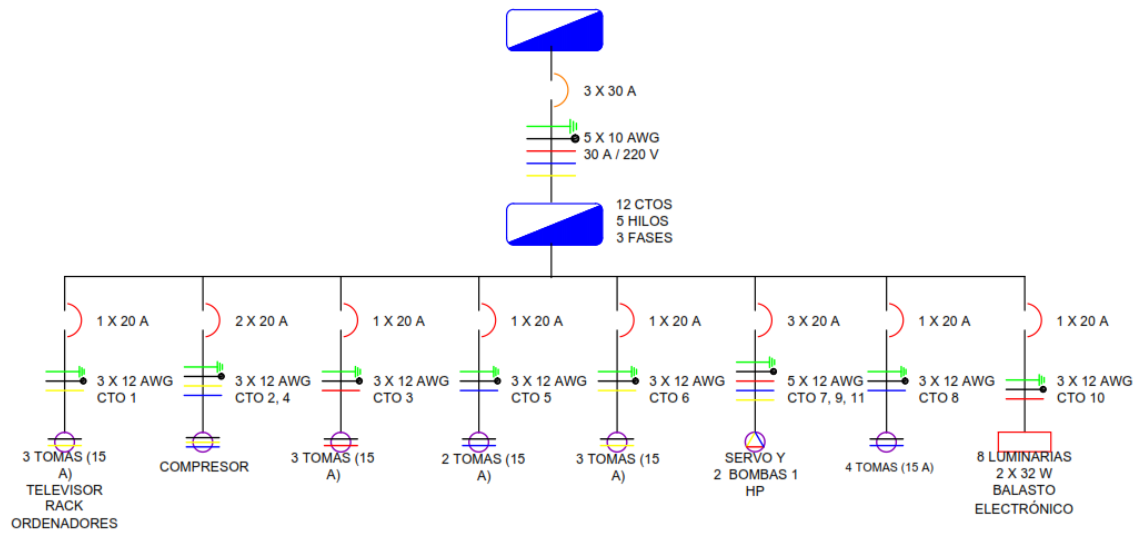 3 X 30 A
5 X 10 AWG
30 A / 220 V
12 CTOS
5 HILOS
3 FASES
1 X 20 A
2 X 20 A
1 X 20 A
1 X 20 A
1 X 20 A
3 X 20 A
1 X 20 A
1 X 20 A
3 X 12 AWG
CTO 1
3 X 12 AWG
CTO 2, 4
3 X 12 AWG
CTO 3
3 X 12 AWG
CTO 5
3 X 12 AWG
CTO 6
5 X 12 AWG
CTO 7, 9, 11
3 X 12 AWG
CTO 8
3 X 12 AWG
CTO 10
3 TOMAS (15
A)
TELEVISOR
RACK
ORDENADORES
COMPRESOR
3 TOMAS (15
A)
2 TOMAS (15
A)
3 TOMAS (15
A)
SERVO Y
2 BOMBAS 1
HP
4 TOMAS (15 A)
8 LUMINARIAS
2 X 32 W
BALASTO
ELECTRÓNICO